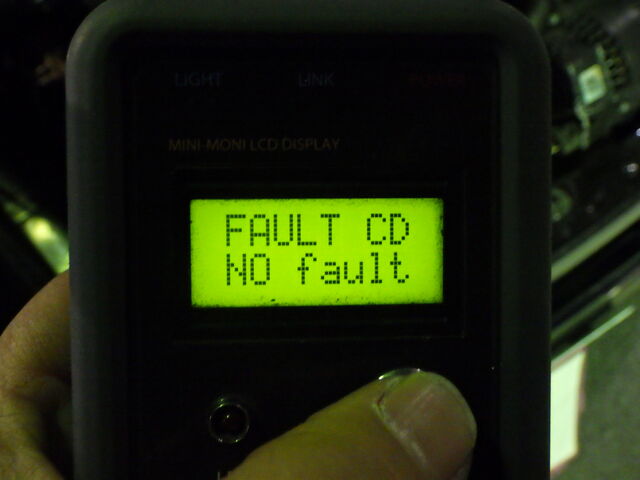 LIGHT LINK POWER
MINI-MONI LCD DISPLAY
FAULT CD
NO fault